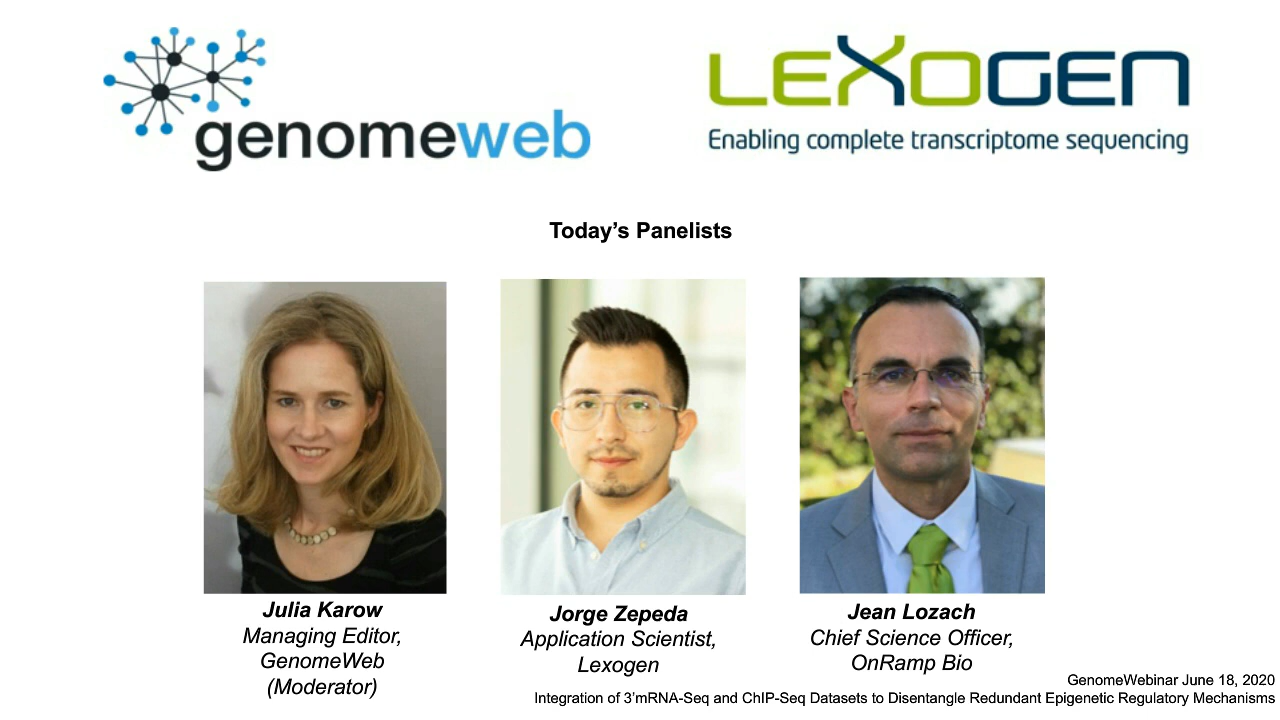 genomeweb
LEXOGEN
Enabling complete transcriptome sequencing
Today’s Panelists
Julia Karow
Managing Editor,
GenomeWeb
(Moderator)
Jorge Zepeda
Application Scientist,
Lexogen
Jean Lozach
Chief Science Officer,
OnRamp Bio
GenomeWebinar June 18, 2020
Integration of 3’mRNA-Seq and ChIP-Seq Datasets to Disentangle Redundant Epigenetic Regulatory Mechanisms